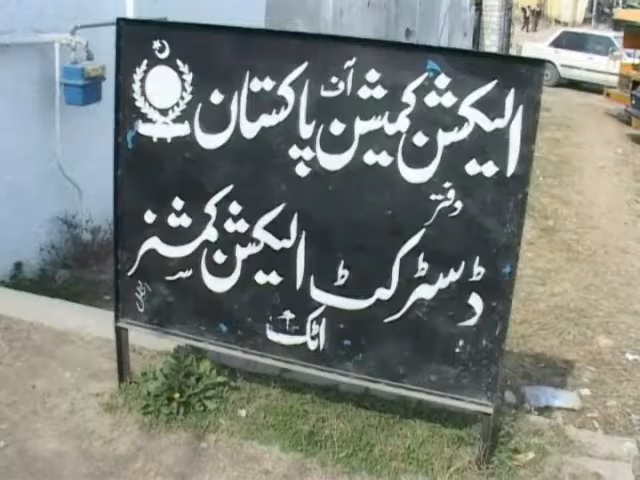 الیکشن کمیشن آف پاکستان
دفتر
ڈسٹرکٹ الیکشن کمشنر
اٹک